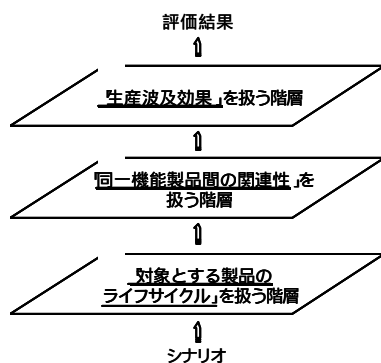 評価結果
「生産波及効果」を扱う階層
「同一機能製品間の関連性」を
扱う階層
「対象とする製品の
ライフサイクル」を扱う階層
シナリオ